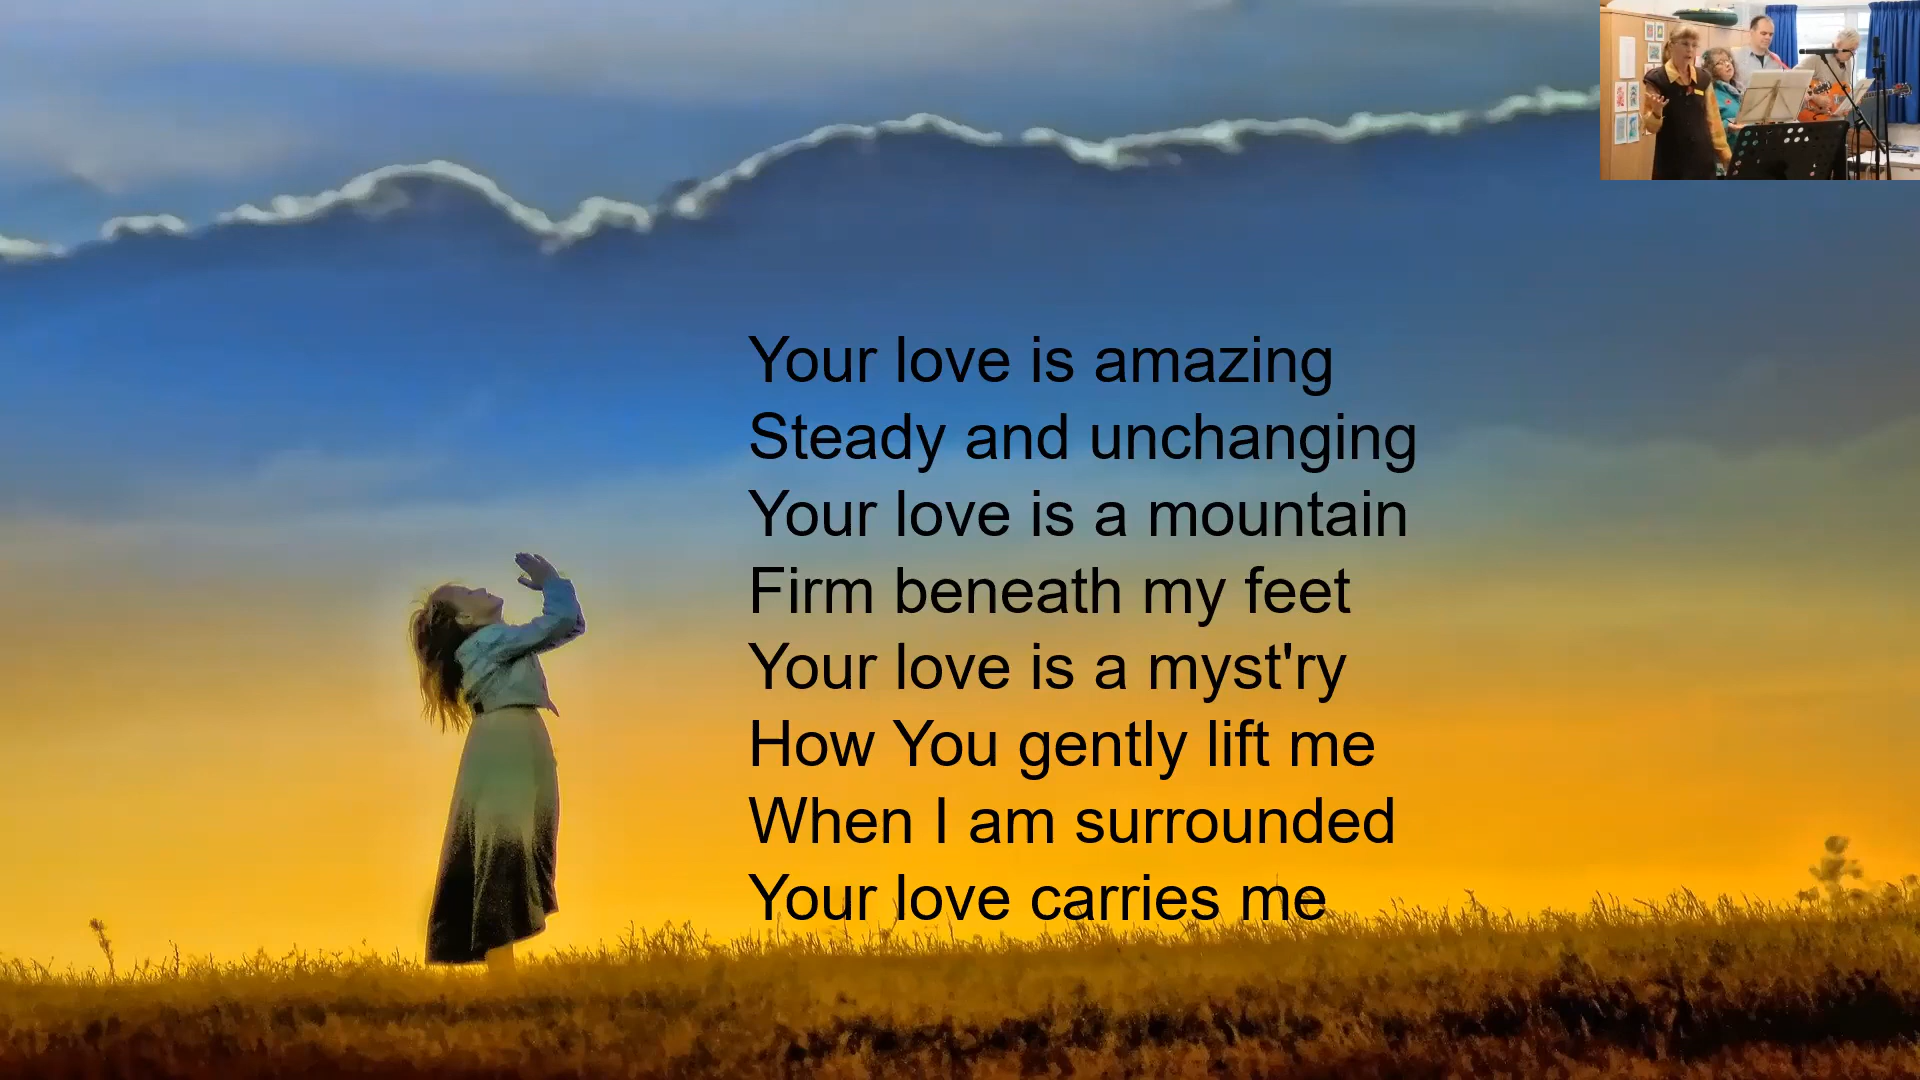 Your love is amazing
Steady and unchanging
Your love is a mountain
Firm beneath my feet
Your love is a myst'ry
How You gently lift me
When I am surrounded
Your love carries me